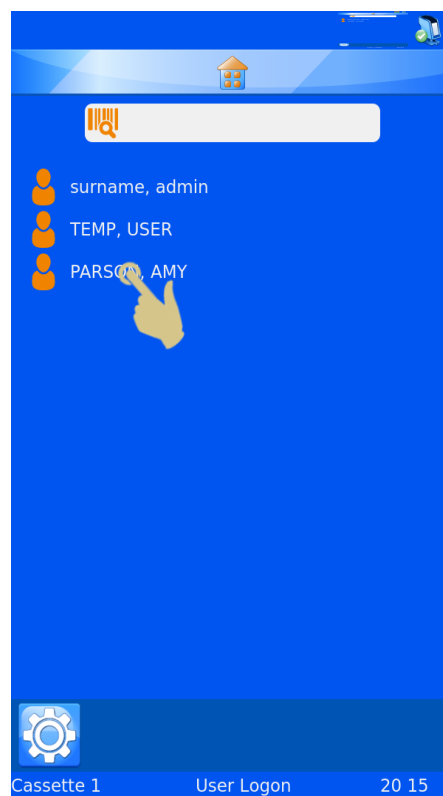 surname, admin
TEMP, USER
PARSON, AMY
Cassette 1 User Logon 20 15